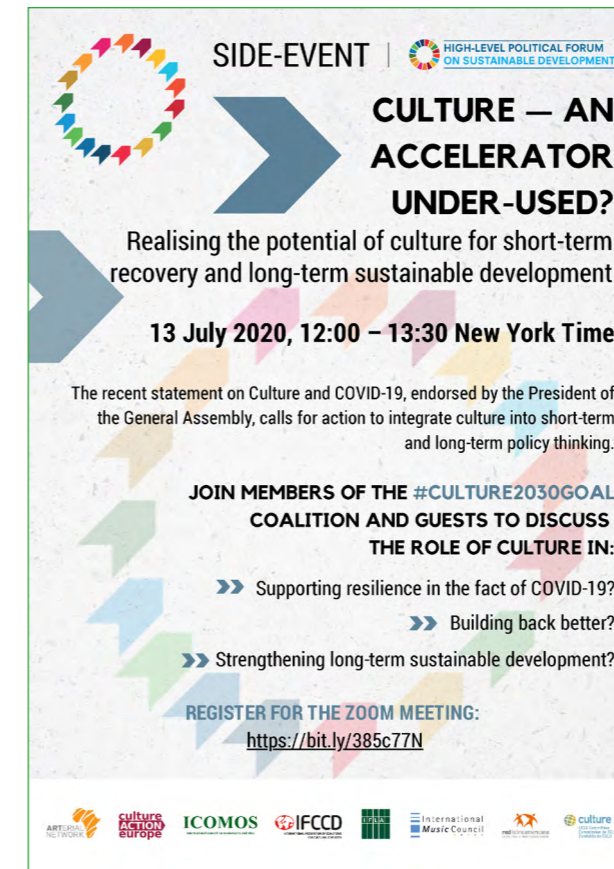 SIDE-EVENT
HIGH-LEVEL POLITICAL FORUM
ON SUSTAINABLE DEVELOPMENT
CULTURE — AN
ACCELERATOR
UNDER-USED?
Realising the potential of culture for short-term
recovery and long-term sustainable development
13 July 2020, 12:00 – 13:30 New York Time
The recent statement on Culture and COVID-19, endorsed by the President of
the General Assembly, calls for action to integrate culture into short-term
and long-term policy thinking.
JOIN MEMBERS OF THE #CULTURE2030GOAL
COALITION AND GUESTS TO DISCUSS
THE ROLE OF CULTURE IN:
Supporting resilience in the fact of COVID-19?
Building back better?
Strengthening long-term sustainable development?
REGISTER FOR THE ZOOM MEETING:
https://bit.ly/385c77N
ARTERIAL
NETWORK
culture
ACTION
europe
ICOMOS
IFCCD
IFLA
International
Music Council
culture